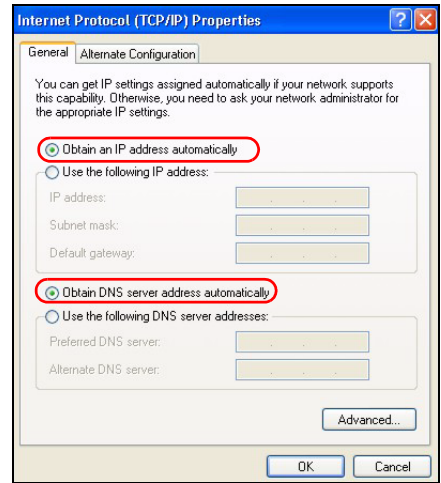 Internet Protocol (TCP/IP) Properties
General
Alternate Configuration
You can get IP settings assigned automatically if your network supports
this capability. Otherwise, you need to ask your network administrator for
the appropriate IP settings.
Obtain an IP address automatically
Use the following IP address:
IP address:
Subnet mask:
Default gateway:
Obtain DNS server address automatically
Use the following DNS server addresses:
Preferred DNS server:
Alternate DNS server:
Advanced...
OK
Cancel